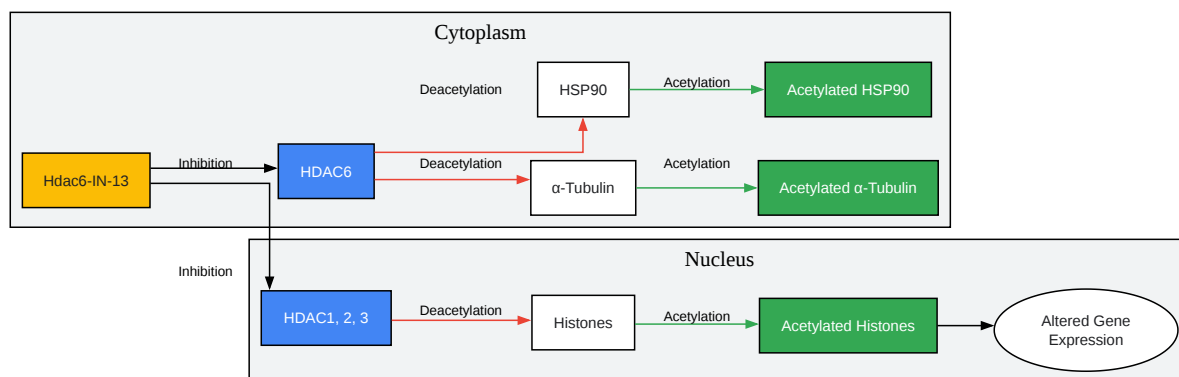 Cytoplasm
Deacetylation
HSP90
Acetylation
Acetylated HSP90
Hdac6-IN-13
Inhibition
HDAC6
Deacetylation
α-Tubulin
Acetylation
Acetylated α-Tubulin
Nucleus
Inhibition
HDAC1, 2, 3
Deacetylation
Histones
Acetylation
Acetylated Histones
Altered Gene
Expression